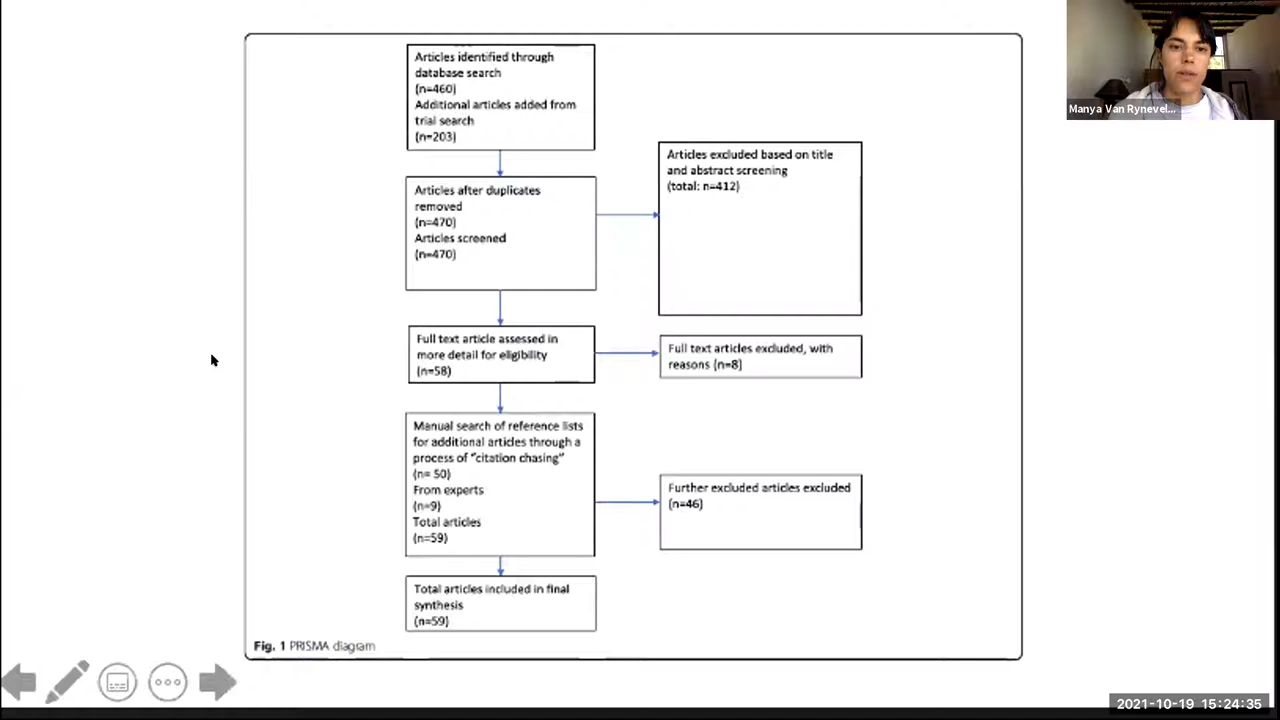 Articles identified through
database search
(n=460)
Additional articles added from
trial search
(n=203)
Articles excluded based on title
and abstract screening
(total: n=412)
Articles after duplicates
removed
(n=470)
Articles screened
(n=470)
Full text article assessed in
more detail for eligibility
(n=58)
Full text articles excluded, with
reasons (n=8)
Manual search of reference lists
for additional articles through a
process of "citation chasing"
(n= 50)
From experts
(n=9)
Total articles
(n=59)
Further excluded articles excluded
(n=46)
Total articles included in final
synthesis
(n=59)
Fig. 1 PRISMA diagram
Manya Van Rynevel...
2021-10-19 15:24:35